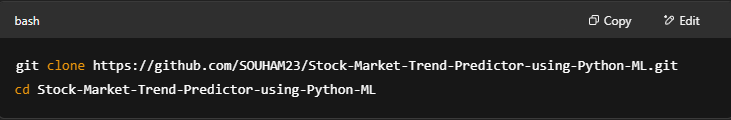 bash
Copy
Edit
git clone https://github.com/SOUHAM23/Stock-Market-Trend-Predictor-using-Python-ML.git
cd Stock-Market-Trend-Predictor-using-Python-ML